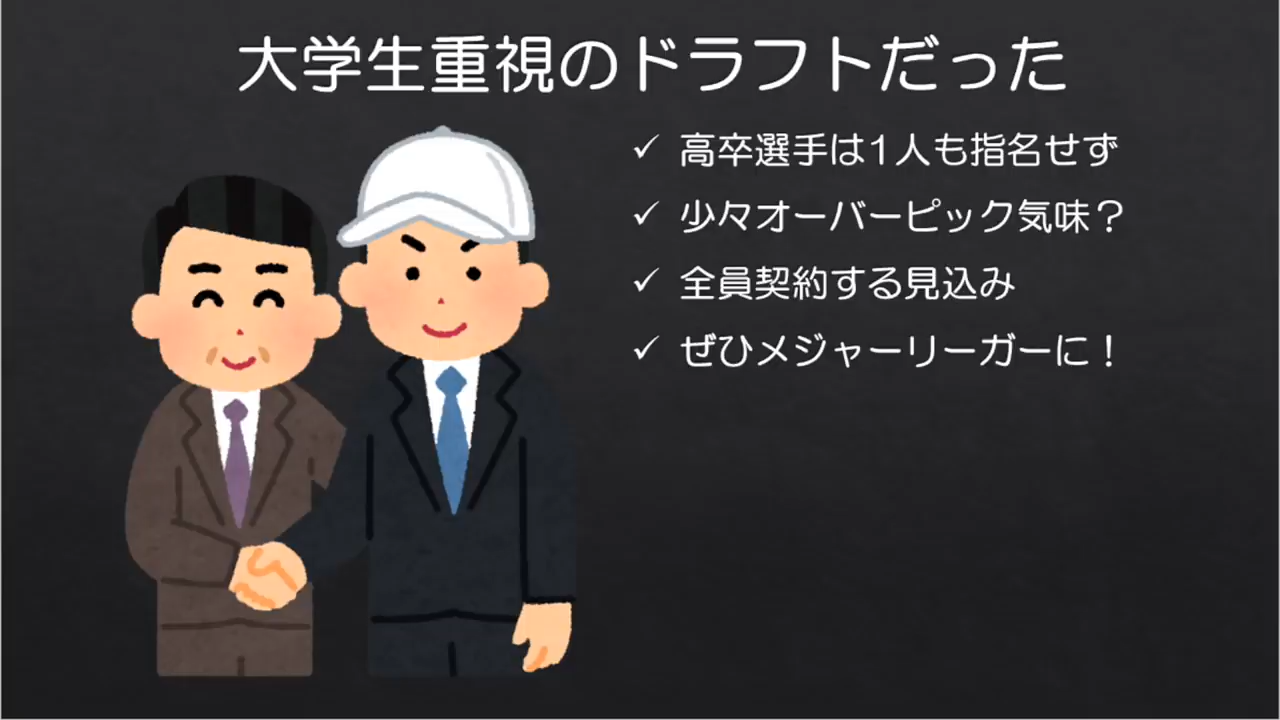 大学生重視のドラフトだった
✓ 高卒選手は1人も指名せず
✓ 少々オーバーピック気味？
✓ 全員契約する見込み
✓ ぜひメジャーリーガーに！